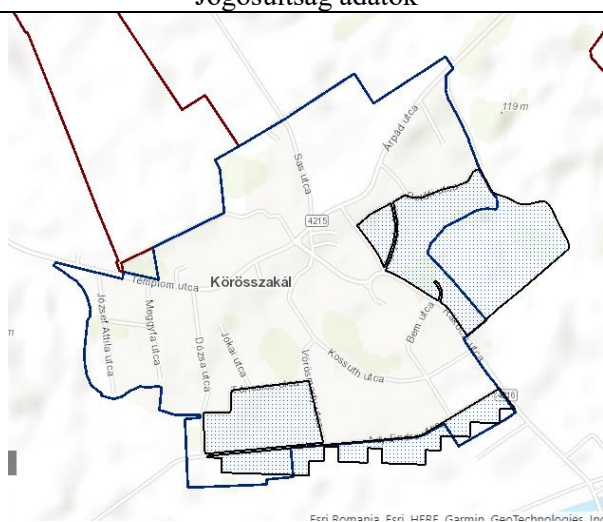 Jogosultság adatok
119 m
Árpád utca
Sas utca
4215
Körösszakál
Templom utca
József Attila utca
Meggyfa utca
Dózsa utca
Jókai utca
Bem utca
Kossuth utca
m
Esri Romania, Esri, HERE, Garmin, GeoTechnologies, Inc